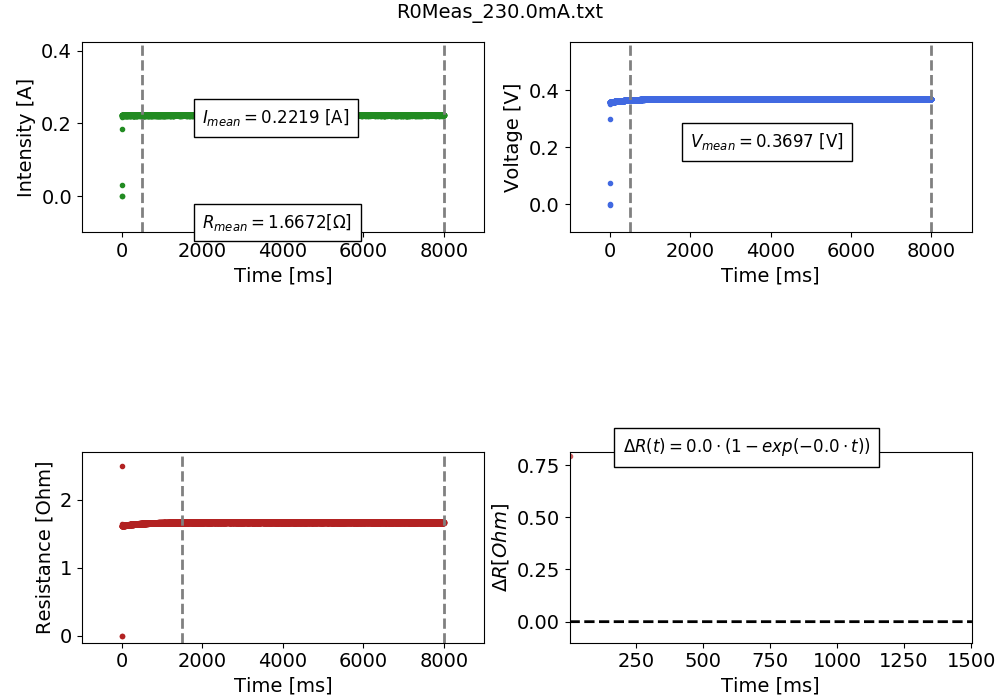 R0Meas_230.0mA.txt
Intensity [A]
0.4
0.2
0.0
I_mean = 0.2219 [A]
R_mean = 1.6672[Ω]
0 2000 4000 6000 8000
Time [ms]
Voltage [V]
0.4
0.2
0.0
V_mean = 0.3697 [V]
0 2000 4000 6000 8000
Time [ms]
Resistance [Ohm]
2
1
0
0 2000 4000 6000 8000
Time [ms]
ΔR(t) = 0.0 · (1 − exp(−0.0 · t))
ΔR[Ohm]
0.75
0.50
0.25
0.00
250 500 750 1000 1250 1500
Time [ms]